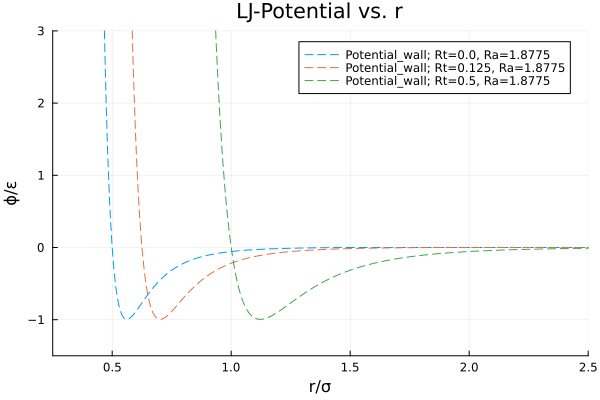 LJ-Potential vs. r
3
2
1
0
−1
ϕ/ε
Potential_wall; Rt=0.0, Ra=1.8775
Potential_wall; Rt=0.125, Ra=1.8775
Potential_wall; Rt=0.5, Ra=1.8775
0.5 1.0 1.5 2.0 2.5
r/σ